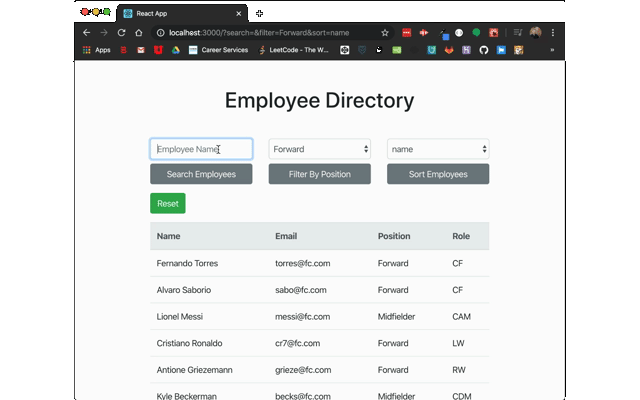 React App
localhost:3000/?search=&filter=Forward&sort=name
Apps
Career Services
LeetCode - The W...
Employee Directory
Employee Name
Forward
name
Search Employees
Filter By Position
Sort Employees
Reset
Name Email Position Role
Fernando Torres torres@fc.com Forward CF
Alvaro Saborio sabo@fc.com Forward CF
Lionel Messi messi@fc.com Midfielder CAM
Cristiano Ronaldo cr7@fc.com Forward LW
Antione Griezemann grieze@fc.com Forward RW
Kyle Beckerman becks@fc.com Midfielder CDM